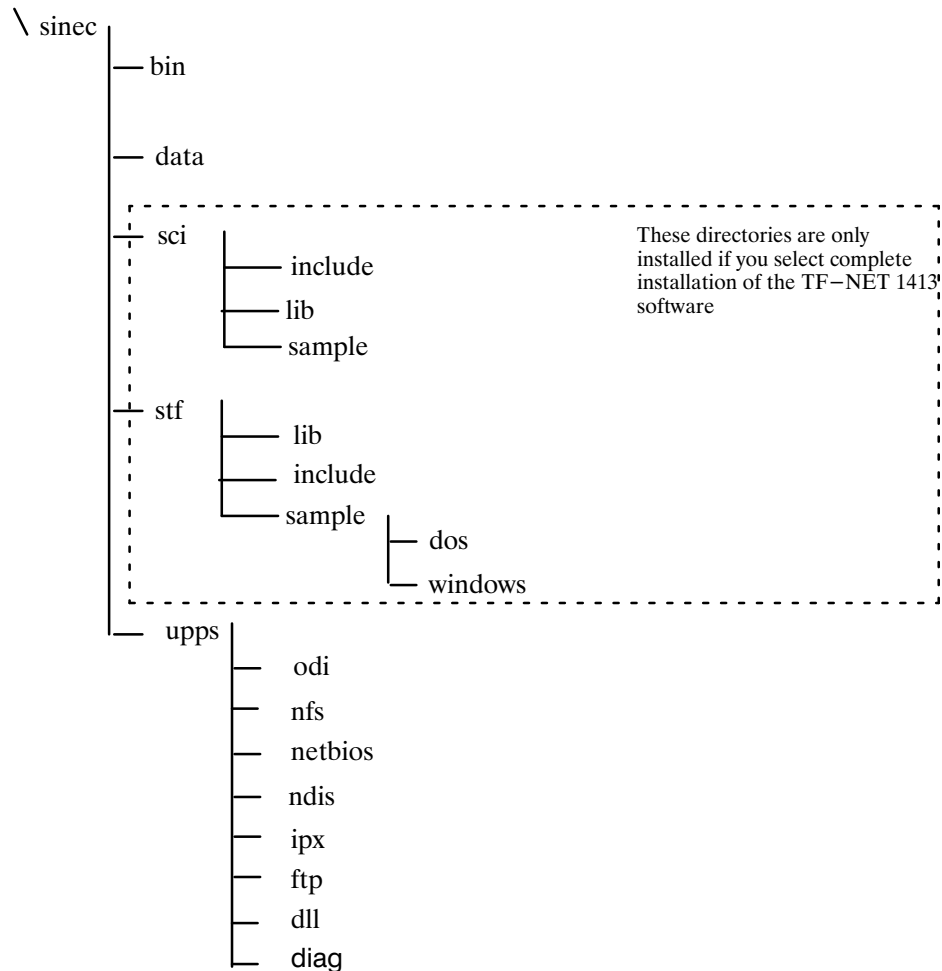 \ sinec
bin
data
sci
These directories are only
installed if you select complete
installation of the TF−NET 1413
software
include
lib
sample
stf
lib
include
sample
dos
windows
upps
odi
nfs
netbios
ndis
ipx
ftp
dll
diag